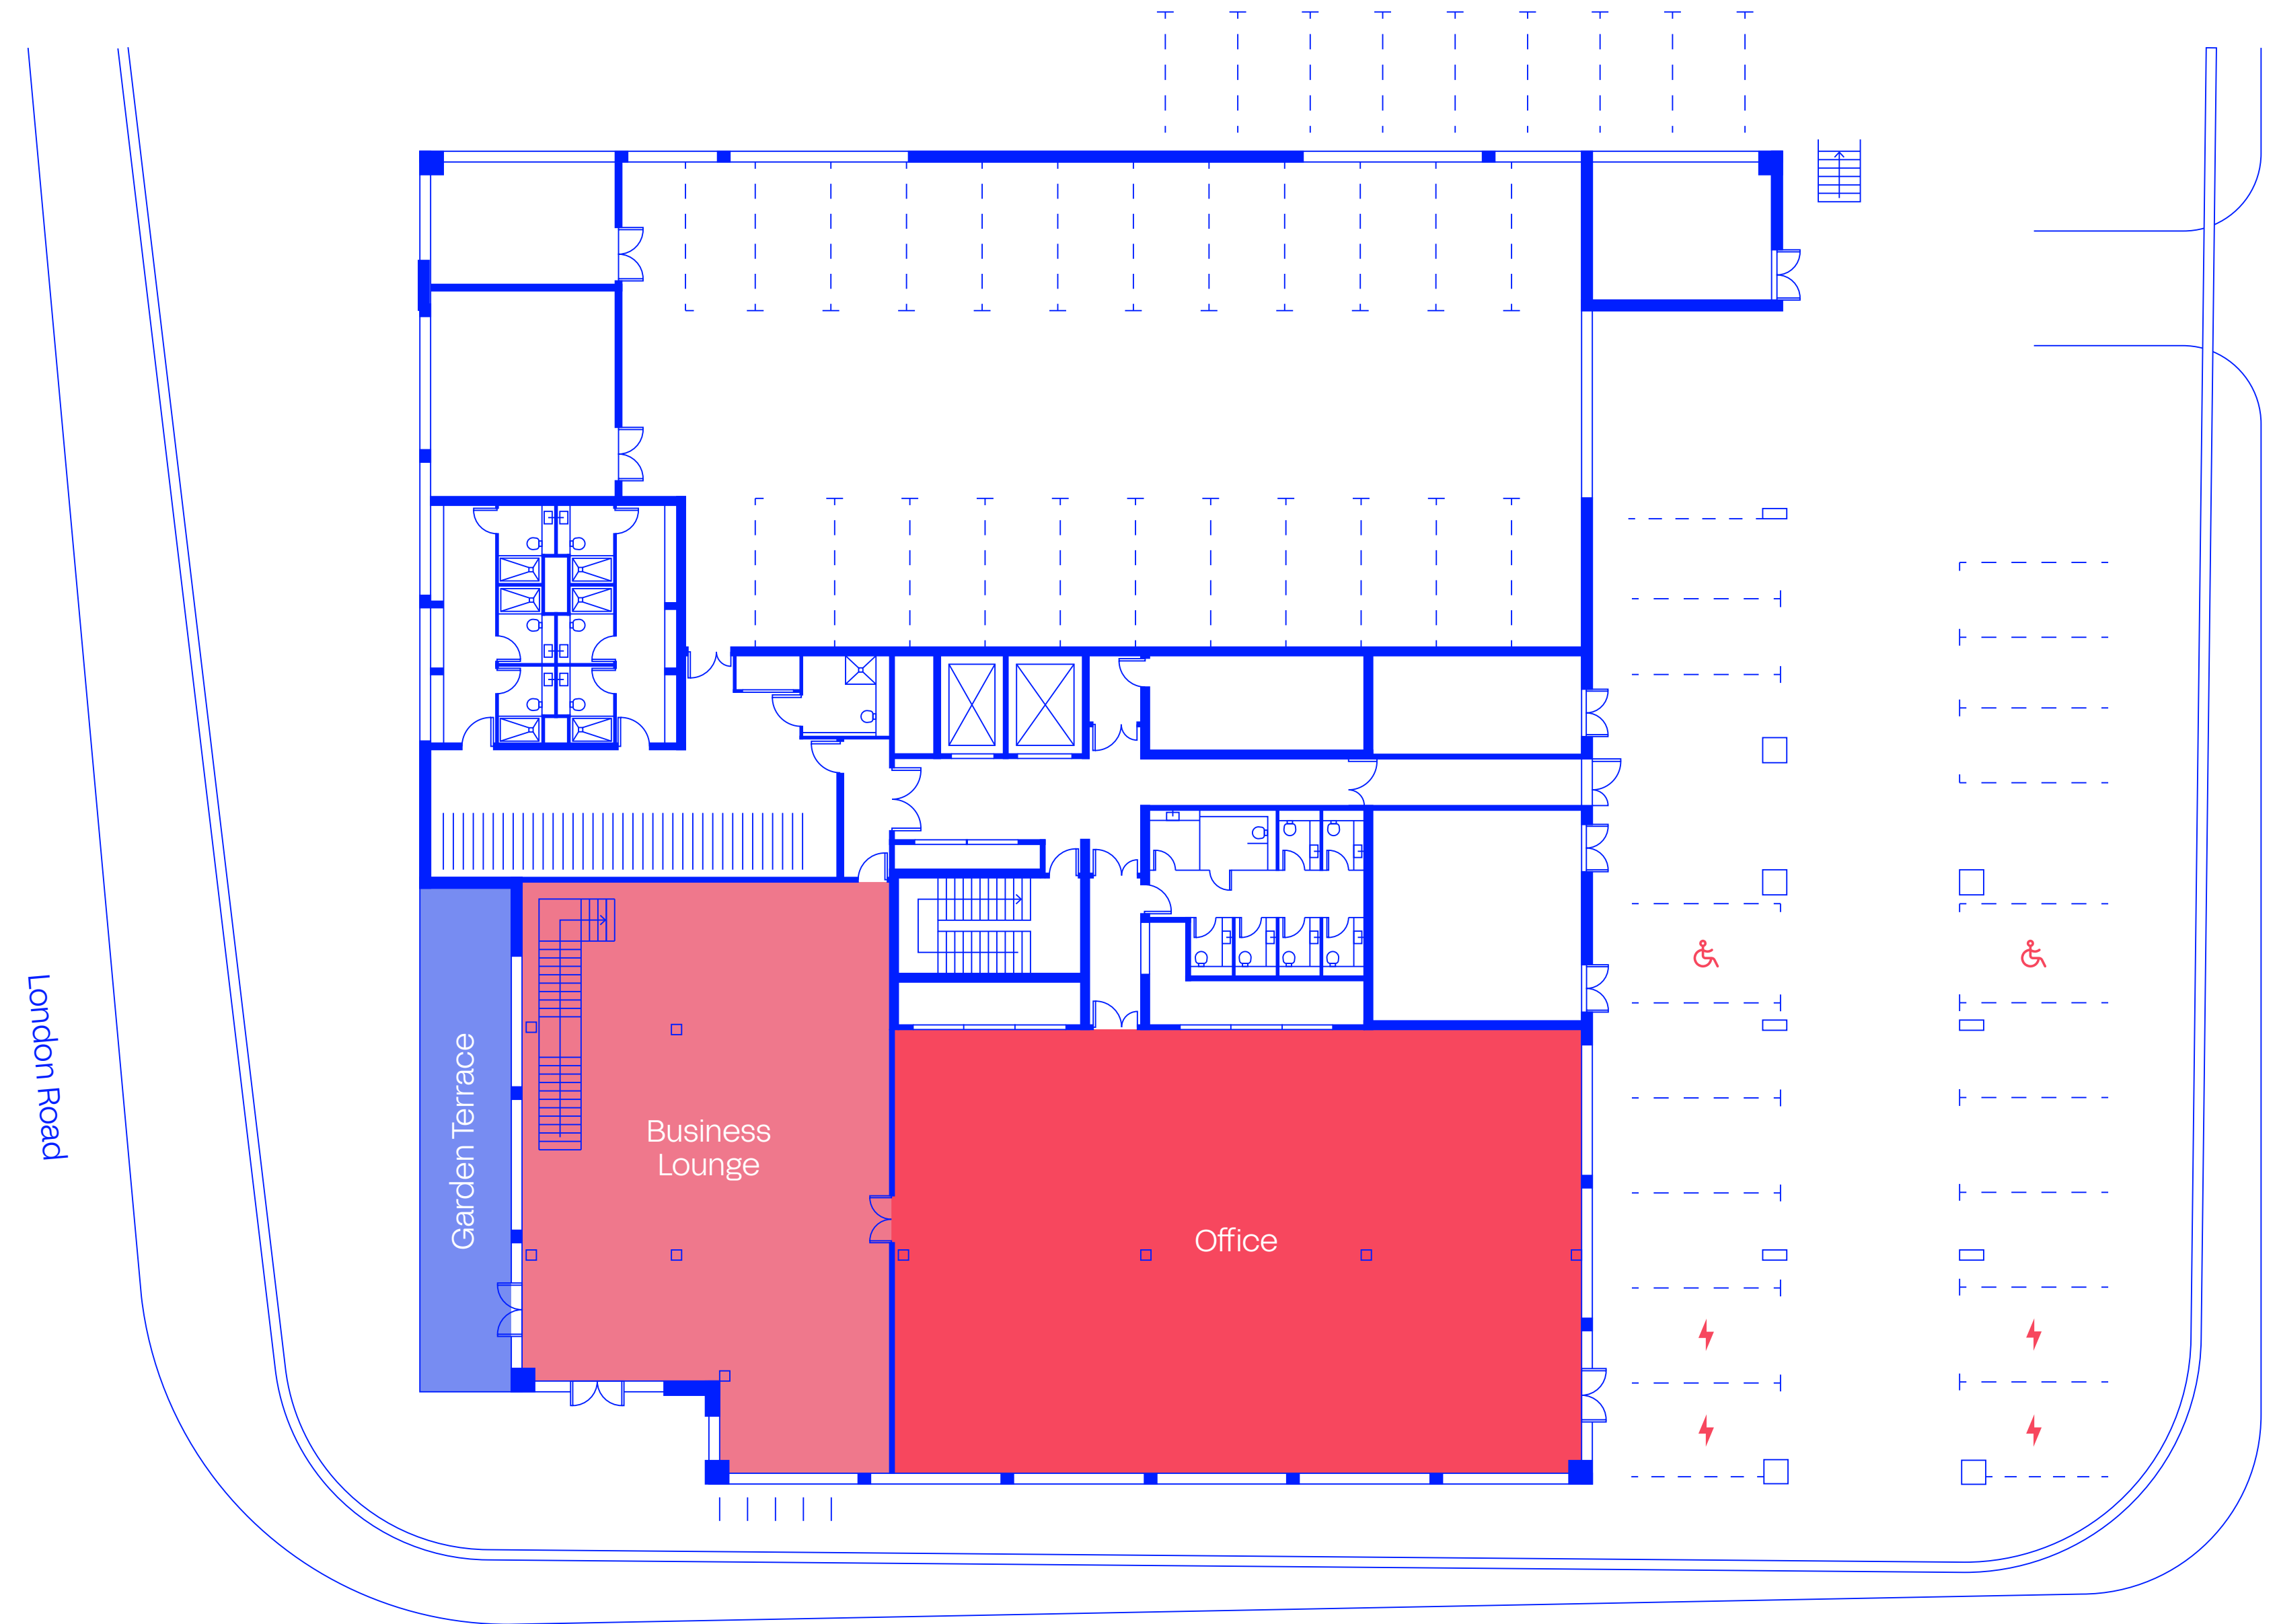 London Road
Garden Terrace
Business
Lounge
Office